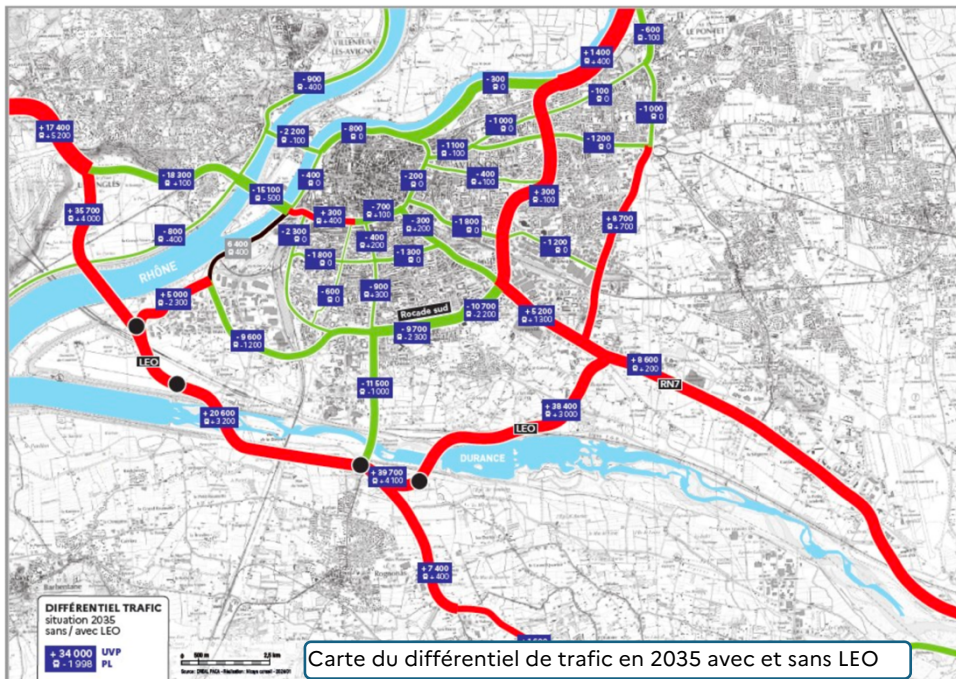 VILLENEUVE
LES-AVIGNON
LE PONTET
- 600
- 100
+ 1 400
+ 400
- 900
- 400
- 300
0
- 100
0
- 1 000
0
+ 17 400
+ 5 200
- 2 200
- 100
- 800
0
- 1 000
0
- 1 100
- 100
- 1 200
0
- 18 300
+ 100
- 15 100
- 500
- 400
0
- 200
0
- 400
+ 100
+ 300
- 100
+ 35 700
+ 4 000
+ 300
+ 400
- 700
+ 100
- 300
+ 200
- 1 800
0
+ 8 700
+ 700
- 800
- 400
6 400
400
- 2 300
0
- 400
+ 200
- 1 200
0
- 1 800
0
- 1 300
0
RHÔNE
+ 5 000
- 2 300
- 600
0
- 900
+ 300
Rocade sud
- 10 700
- 2 200
+ 5 200
+ 1 300
- 9 600
- 1 200
- 9 700
- 2 300
LEO
+ 8 600
+ 200
RN7
- 11 500
- 1 000
+ 20 600
+ 3 200
+ 38 400
+ 3 000
LEO
DURANCE
+ 39 700
+ 4 100
+ 7 400
+ 400
DIFFÉRENTIEL TRAFIC
situation 2035
sans / avec LEO
+ 34 000 UVP
- 1 998 PL
0 500 m 2,5 km
Carte du différentiel de trafic en 2035 avec et sans LEO